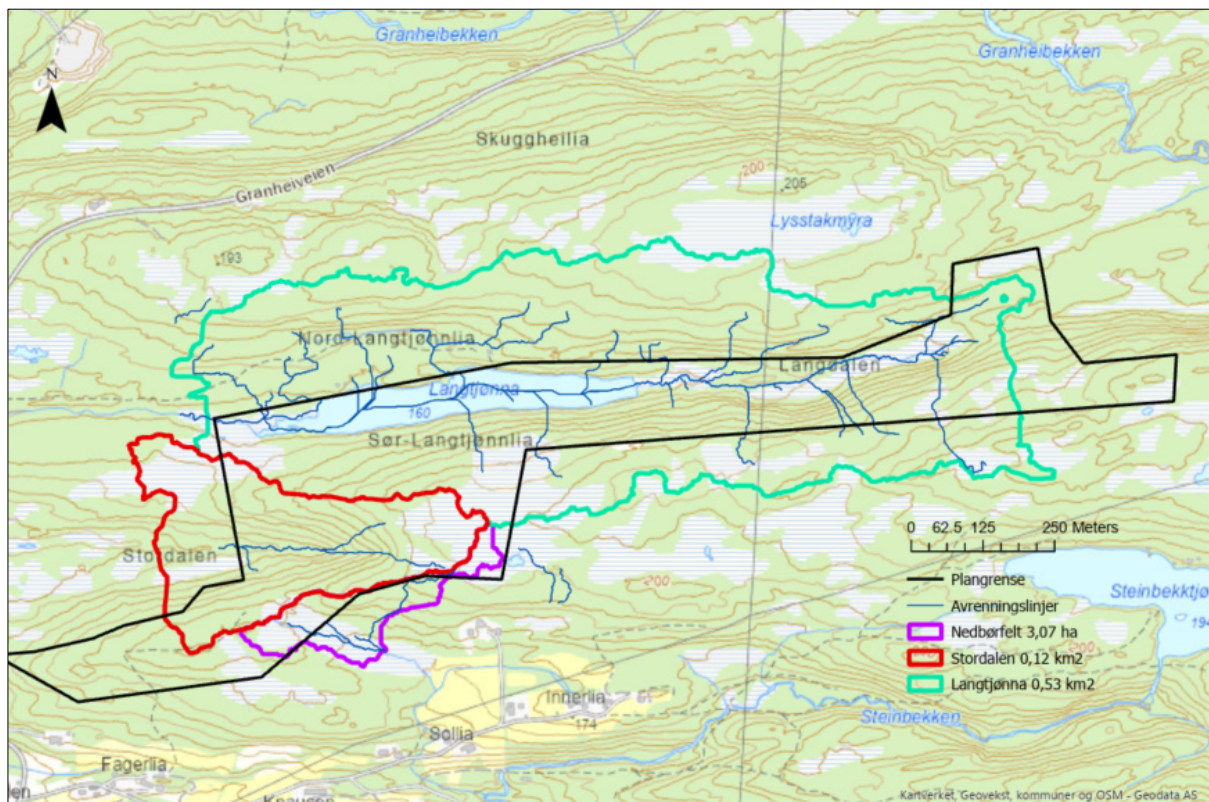 Granheibekken
Granheibekken
N
Skuggheilia
Granheiveien
200
205
Lysstakmyra
193
Nord-Langtjønnlia
Langdalen
Langtjønna
160
Sør-Langtjønnlia
Stordalen
200
0 62.5 125 250 Meters
Plangrense
Avrenningslinjer
Nedbørfelt 3,07 ha
Stordalen 0,12 km2
Langtjønna 0,53 km2
Steinbekktjø
194
Innerlia
174
Steinbekken
Sollia
Fagerlia
len
Knausen
Kartverket, Geovekst, kommuner og OSM - Geodata AS